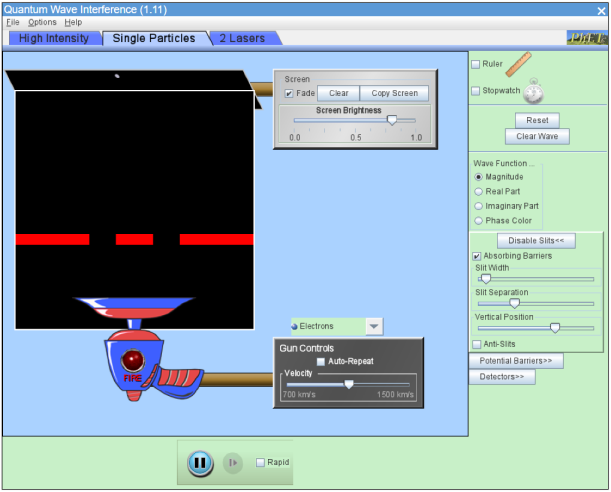 Quantum Wave Interference (1.11)
File Options Help
High Intensity Single Particles 2 Lasers
PhET
Screen
Fade Clear Copy Screen
Screen Brightness
0.0 0.5 1.0
Ruler
Stopwatch
Reset
Clear Wave
Wave Function ...
Magnitude
Real Part
Imaginary Part
Phase Color
Disable Slits<<
Absorbing Barriers
Slit Width
Slit Separation
Vertical Position
Anti-Slits
Potential Barriers>>
Detectors>>
Electrons
Gun Controls
Auto-Repeat
Velocity
700 km/s 1500 km/s
FIRE
Rapid